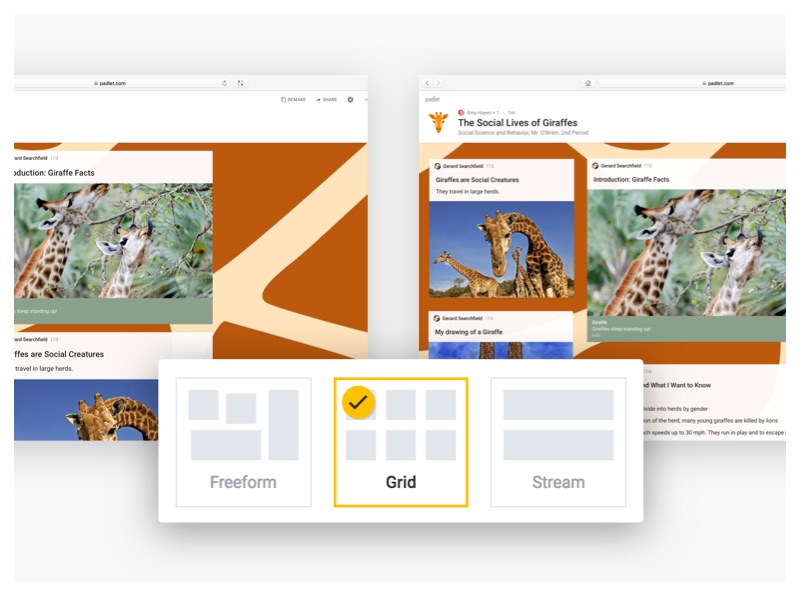 padlet.com
REMAKE
SHARE
ard Searchfield 17d
oduction: Giraffe Facts
sleep standing up!
ard Searchfield 17d
ffes are Social Creatures
travel in large herds.
padlet.com
padlet
Amy Hayes • 1 • 1m
The Social Lives of Giraffes
Social Science and Behavior, Mr. O'Brien, 2nd Period
Gerard Searchfield 17d
Giraffes are Social Creatures
They travel in large herds.
Gerard Searchfield 17d
My drawing of a Giraffe
Gerard Searchfield 17d
Introduction: Giraffe Facts
Giraffe
Giraffes sleep standing up!
17d
nd What I Want to Know
ivide into herds by gender
on of the herd, many young giraffes are killed by lions
ch speeds up to 30 mph. They run in play and to escape
Freeform
Grid
Stream